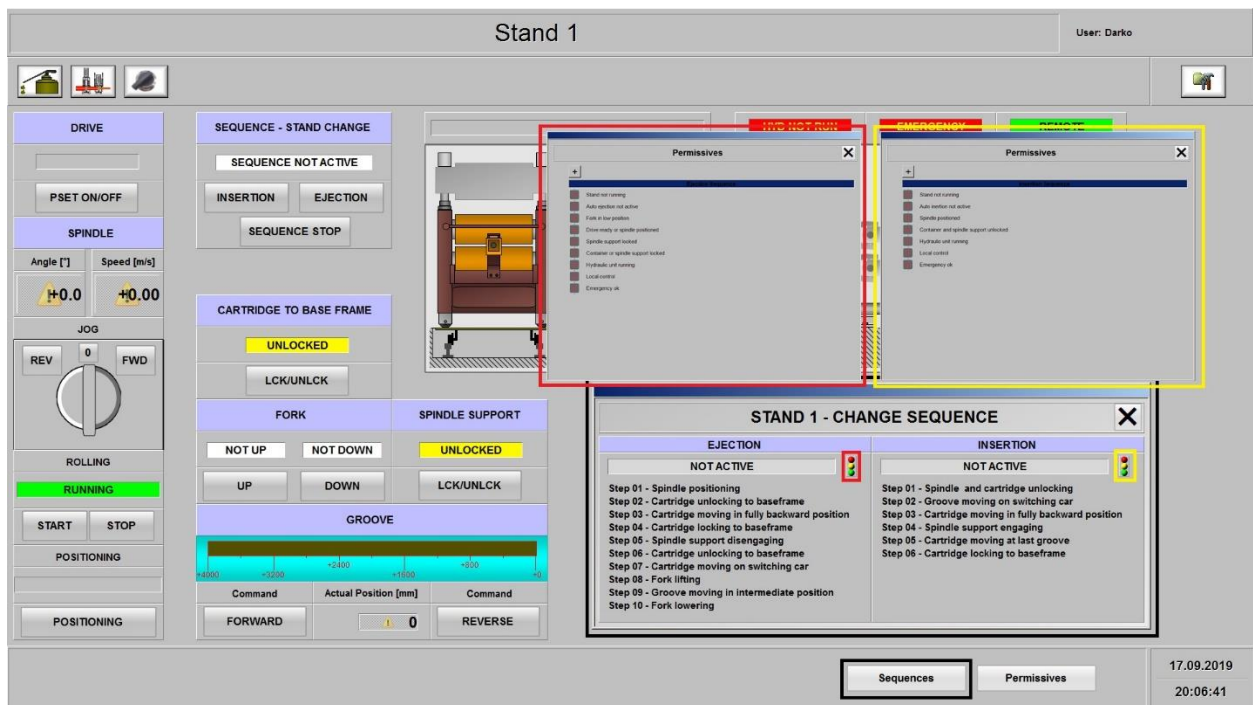 Stand 1
User: Darko
DRIVE
PSET ON/OFF
SPINDLE
Angle [°]
Speed [m/s]
+0.0
+0.00
JOG
REV
0
FWD
ROLLING
RUNNING
START
STOP
POSITIONING
POSITIONING
SEQUENCE - STAND CHANGE
SEQUENCE NOT ACTIVE
INSERTION
EJECTION
SEQUENCE STOP
CARTRIDGE TO BASE FRAME
UNLOCKED
LCK/UNLCK
FORK
NOT UP
NOT DOWN
UP
DOWN
SPINDLE SUPPORT
UNLOCKED
LCK/UNLCK
GROOVE
+4000
+3200
+2400
+1600
+800
+0
Command
Actual Position [mm]
Command
FORWARD
0
REVERSE
HYD NOT RUN
EMERGENCY
REMOTE
Permissives
+
Ejection Sequence
Stand not running
Auto ejection not active
Fork in low position
Drive ready or spindle positioned
Spindle support locked
Container or spindle support locked
Hydraulic unit running
Local control
Emergency ok
Permissives
+
Insertion Sequence
Stand not running
Auto inertion not active
Spindle positioned
Container and spindle support unlocked
Hydraulic unit running
Local control
Emergency ok
STAND 1 - CHANGE SEQUENCE
EJECTION
NOT ACTIVE
Step 01 - Spindle positioning
Step 02 - Cartridge unlocking to baseframe
Step 03 - Cartridge moving in fully backward position
Step 04 - Cartridge locking to baseframe
Step 05 - Spindle support disengaging
Step 06 - Cartridge unlocking to baseframe
Step 07 - Cartridge moving on switching car
Step 08 - Fork lifting
Step 09 - Groove moving in intermediate position
Step 10 - Fork lowering
INSERTION
NOT ACTIVE
Step 01 - Spindle and cartridge unlocking
Step 02 - Groove moving on switching car
Step 03 - Cartridge moving in fully backward position
Step 04 - Spindle support engaging
Step 05 - Cartridge moving at last groove
Step 06 - Cartridge locking to baseframe
Sequences
Permissives
17.09.2019
20:06:41